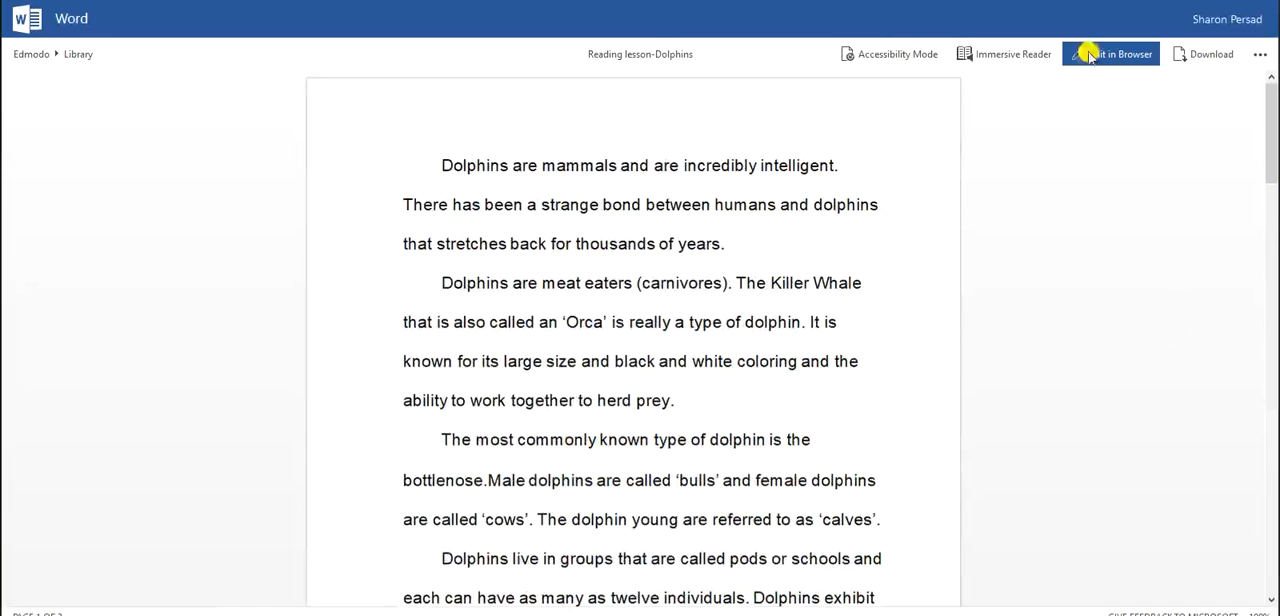 Word
Sharon Persad
Edmodo Library
Reading lesson-Dolphins
Accessibility Mode
Immersive Reader
in Browser
Download
Dolphins are mammals and are incredibly intelligent.
There has been a strange bond between humans and dolphins
that stretches back for thousands of years.
Dolphins are meat eaters (carnivores). The Killer Whale
that is also called an ‘Orca’ is really a type of dolphin. It is
known for its large size and black and white coloring and the
ability to work together to herd prey.
The most commonly known type of dolphin is the
bottlenose.Male dolphins are called ‘bulls’ and female dolphins
are called ‘cows’. The dolphin young are referred to as ‘calves’.
Dolphins live in groups that are called pods or schools and
each can have as many as twelve individuals. Dolphins exhibit